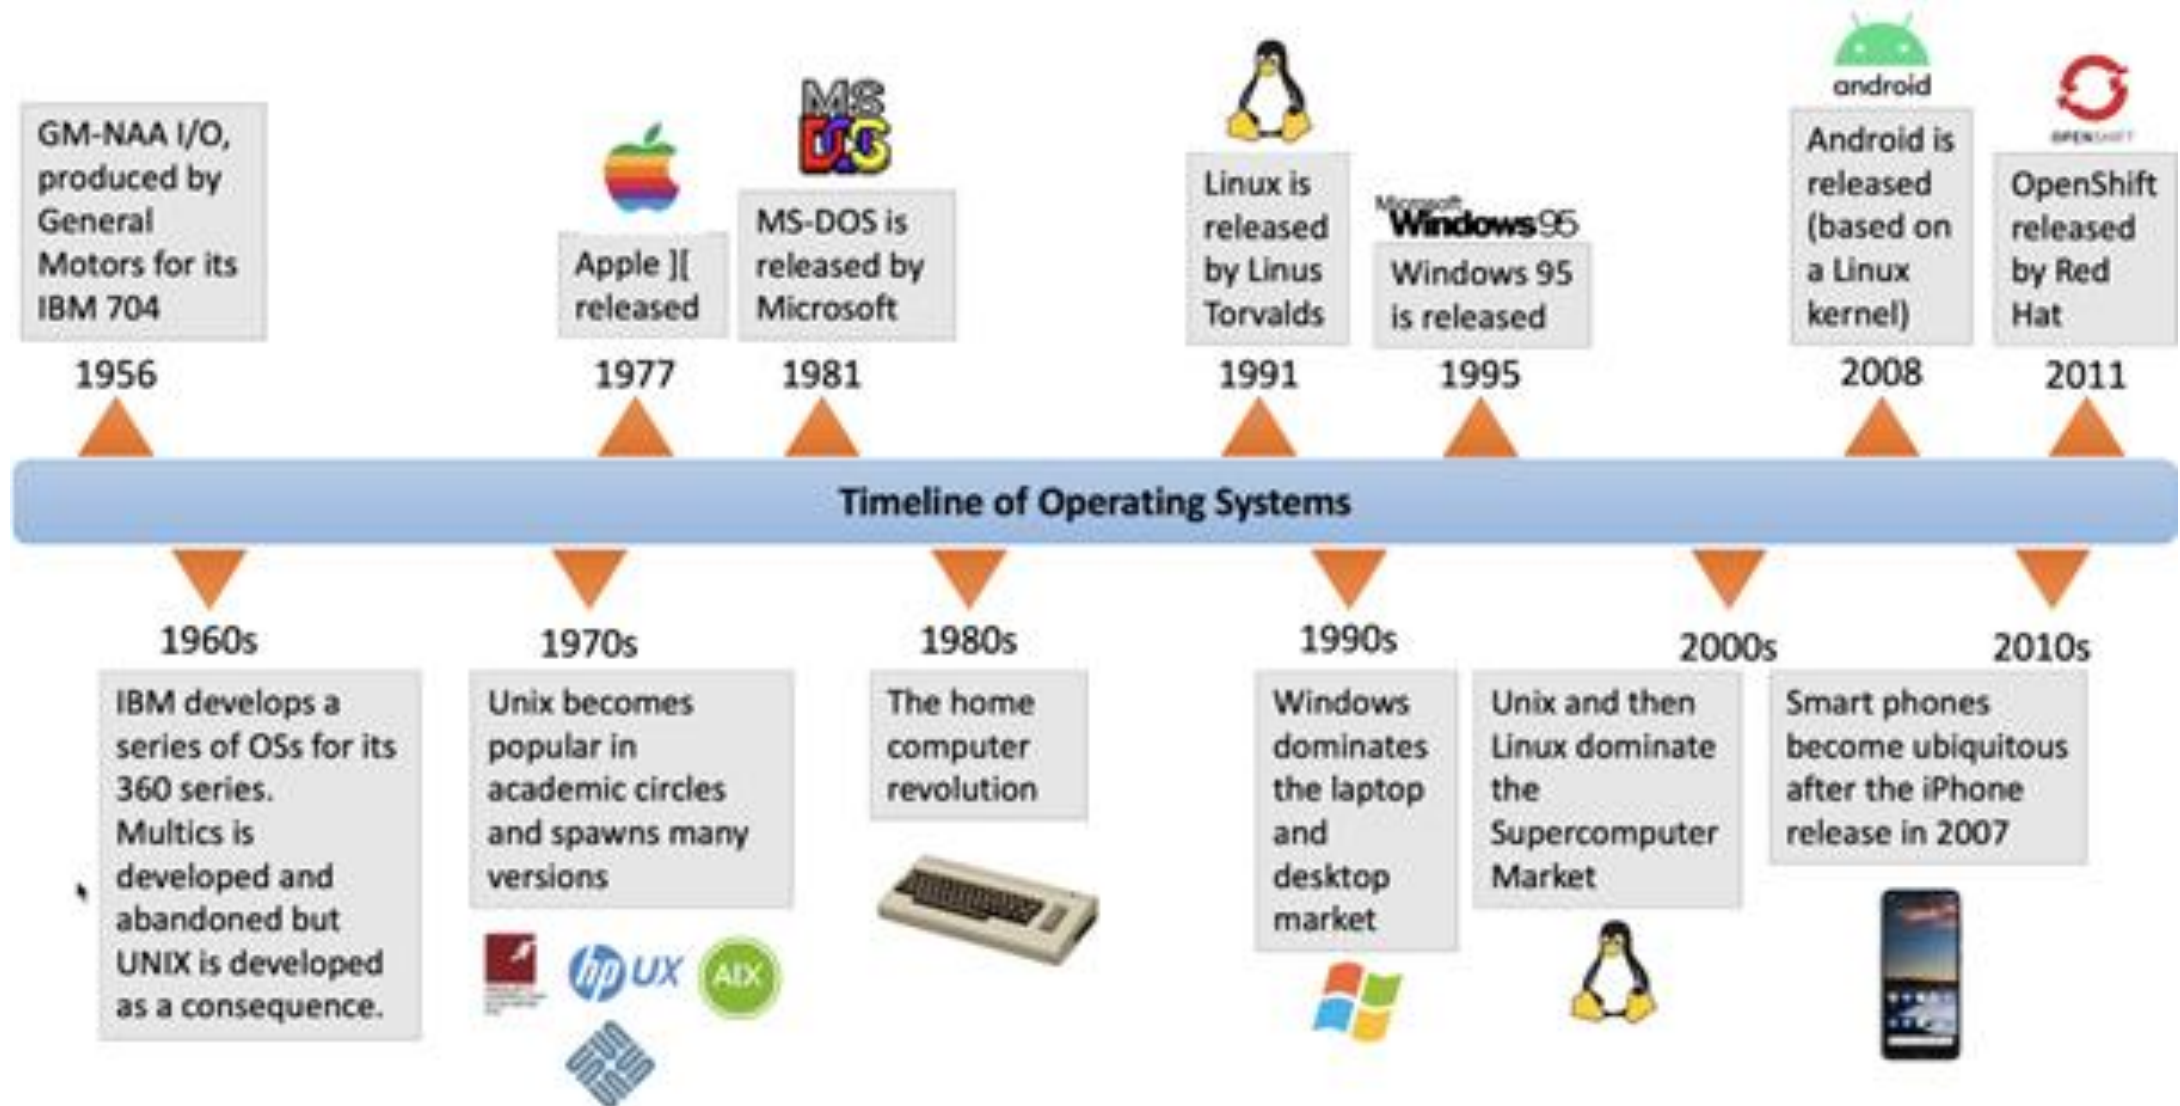 GM-NAA I/O,
produced by
General
Motors for its
IBM 704
1956
Apple ][
released
1977
MS
DOS
MS-DOS is
released by
Microsoft
1981
Linux is
released
by Linus
Torvalds
1991
Microsoft
Windows 95
Windows 95
is released
1995
android
Android is
released
(based on
a Linux
kernel)
2008
OPENSHIFT
OpenShift
released
by Red
Hat
2011
Timeline of Operating Systems
1960s
IBM develops a
series of OSs for its
360 series.
Multics is
developed and
abandoned but
UNIX is developed
as a consequence.
1970s
Unix becomes
popular in
academic circles
and spawns many
versions
hp UX
AIX
1980s
The home
computer
revolution
1990s
Windows
dominates
the laptop
and
desktop
market
2000s
Unix and then
Linux dominate
the
Supercomputer
Market
2010s
Smart phones
become ubiquitous
after the iPhone
release in 2007